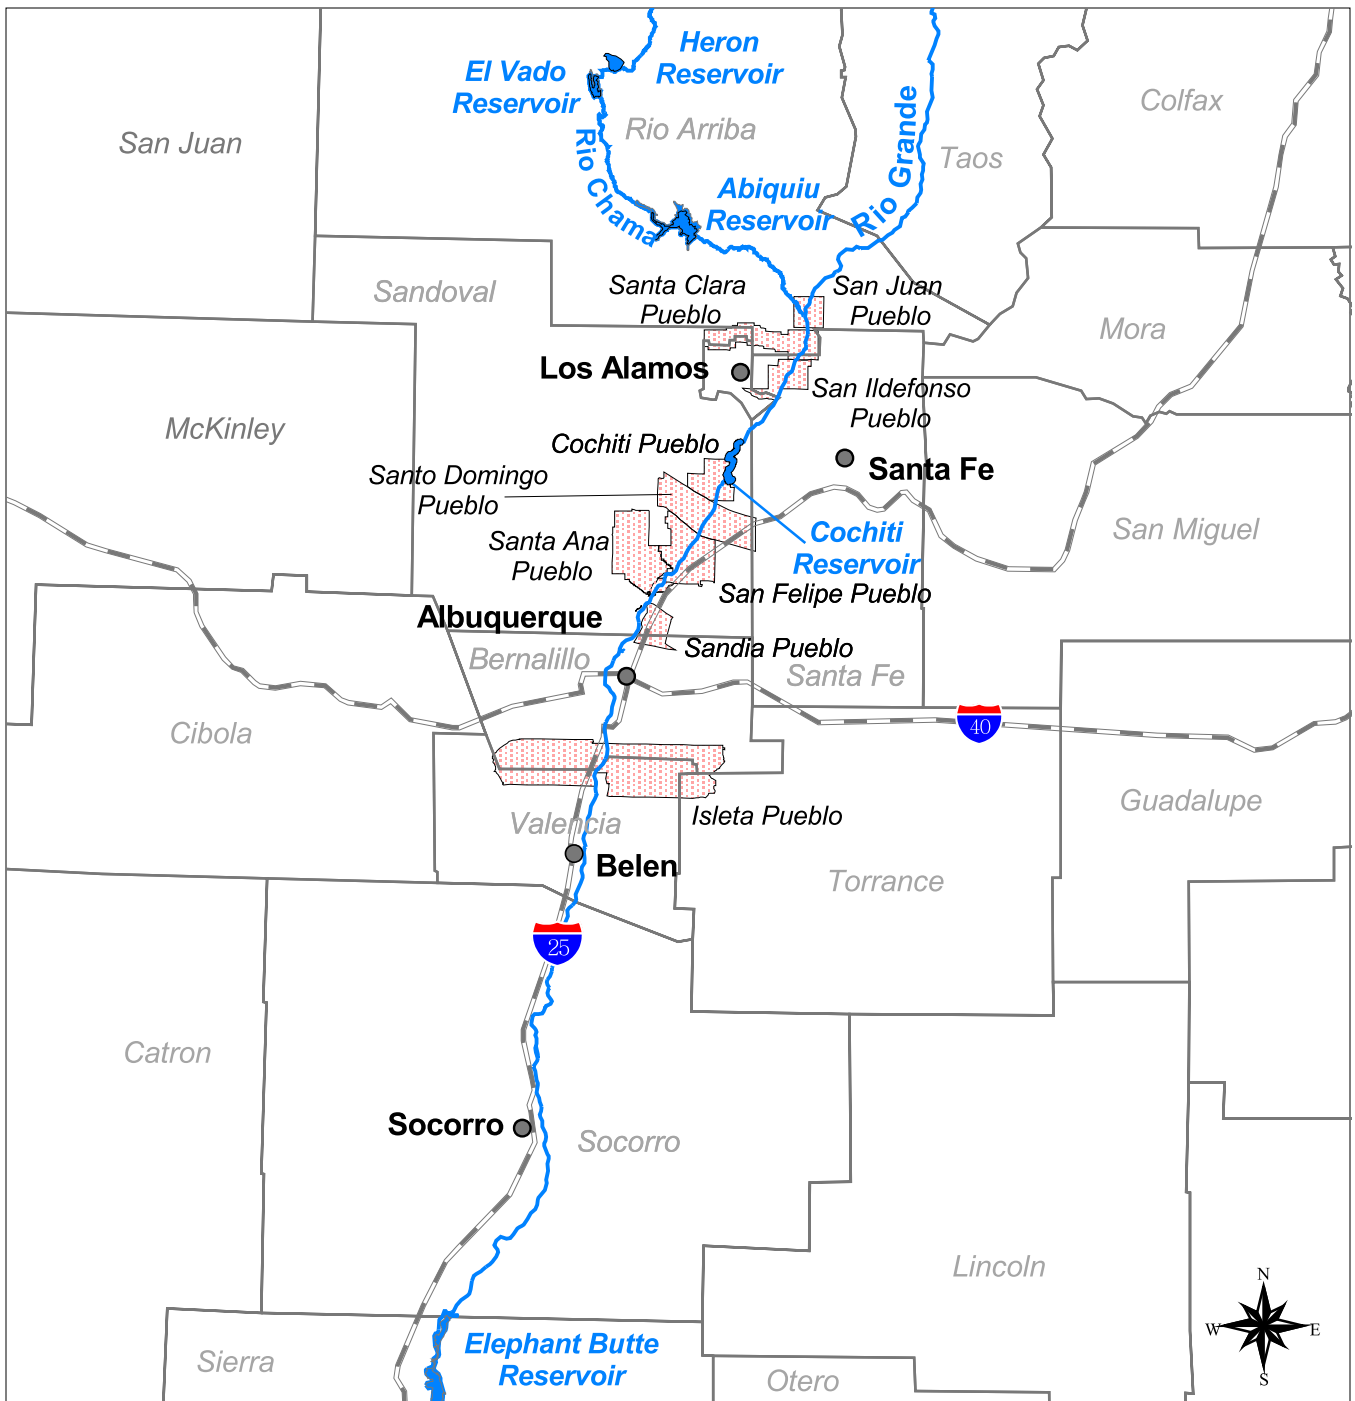 Heron
Reservoir
El Vado
Reservoir
Rio Grande
Colfax
Rio Arriba
San Juan
Taos
Rio Chama
Abiquiu
Reservoir
Santa Clara
Pueblo
San Juan
Pueblo
Sandoval
Mora
Los Alamos
San Ildefonso
Pueblo
McKinley
Cochiti Pueblo
Santa Fe
Santo Domingo
Pueblo
Cochiti
Reservoir
San Miguel
Santa Ana
Pueblo
San Felipe Pueblo
Albuquerque
Sandia Pueblo
Bernalillo
Santa Fe
40
Cibola
Guadalupe
Isleta Pueblo
Valencia
Belen
Torrance
25
Catron
Socorro
Socorro
Lincoln
N
W
E
S
Elephant Butte
Reservoir
Sierra
Otero